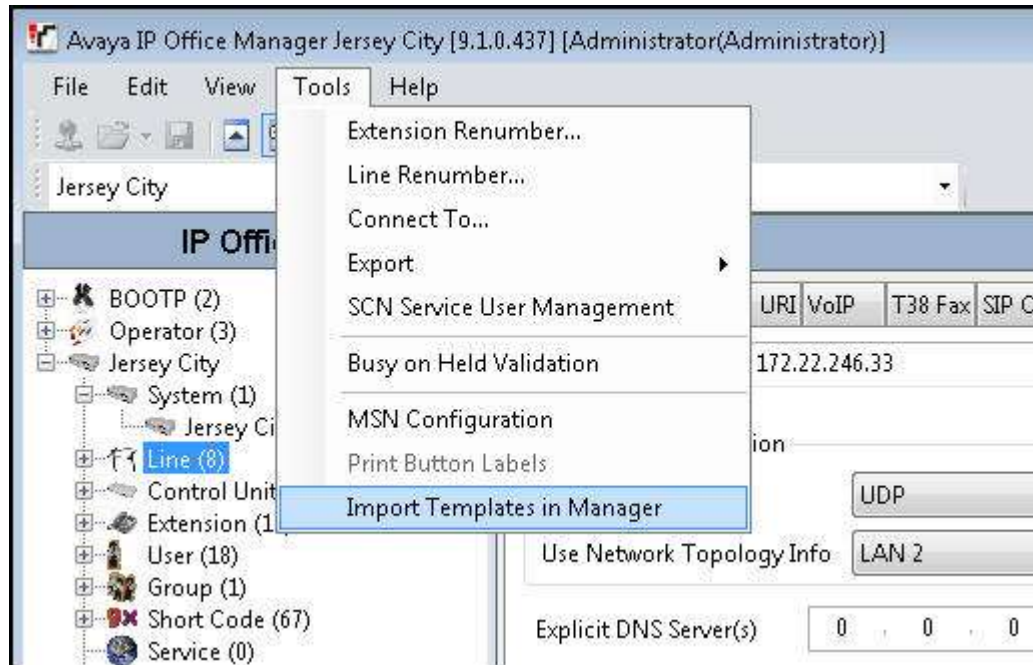 Avaya IP Office Manager Jersey City [9.1.0.437] [Administrator(Administrator)]
File Edit View Tools Help
Extension Renumber...
Line Renumber...
Connect To...
Export
SCN Service User Management
Busy on Held Validation
MSN Configuration
Print Button Labels
Import Templates in Manager
Jersey City
IP Offi
BOOTP (2)
Operator (3)
Jersey City
System (1)
Jersey Ci
Line (8)
Control Unit
Extension (1
User (18)
Group (1)
Short Code (67)
Service (0)
URI VoIP T38 Fax SIP C
172.22.246.33
ion
UDP
Use Network Topology Info LAN 2
Explicit DNS Server(s) 0 . 0 . 0